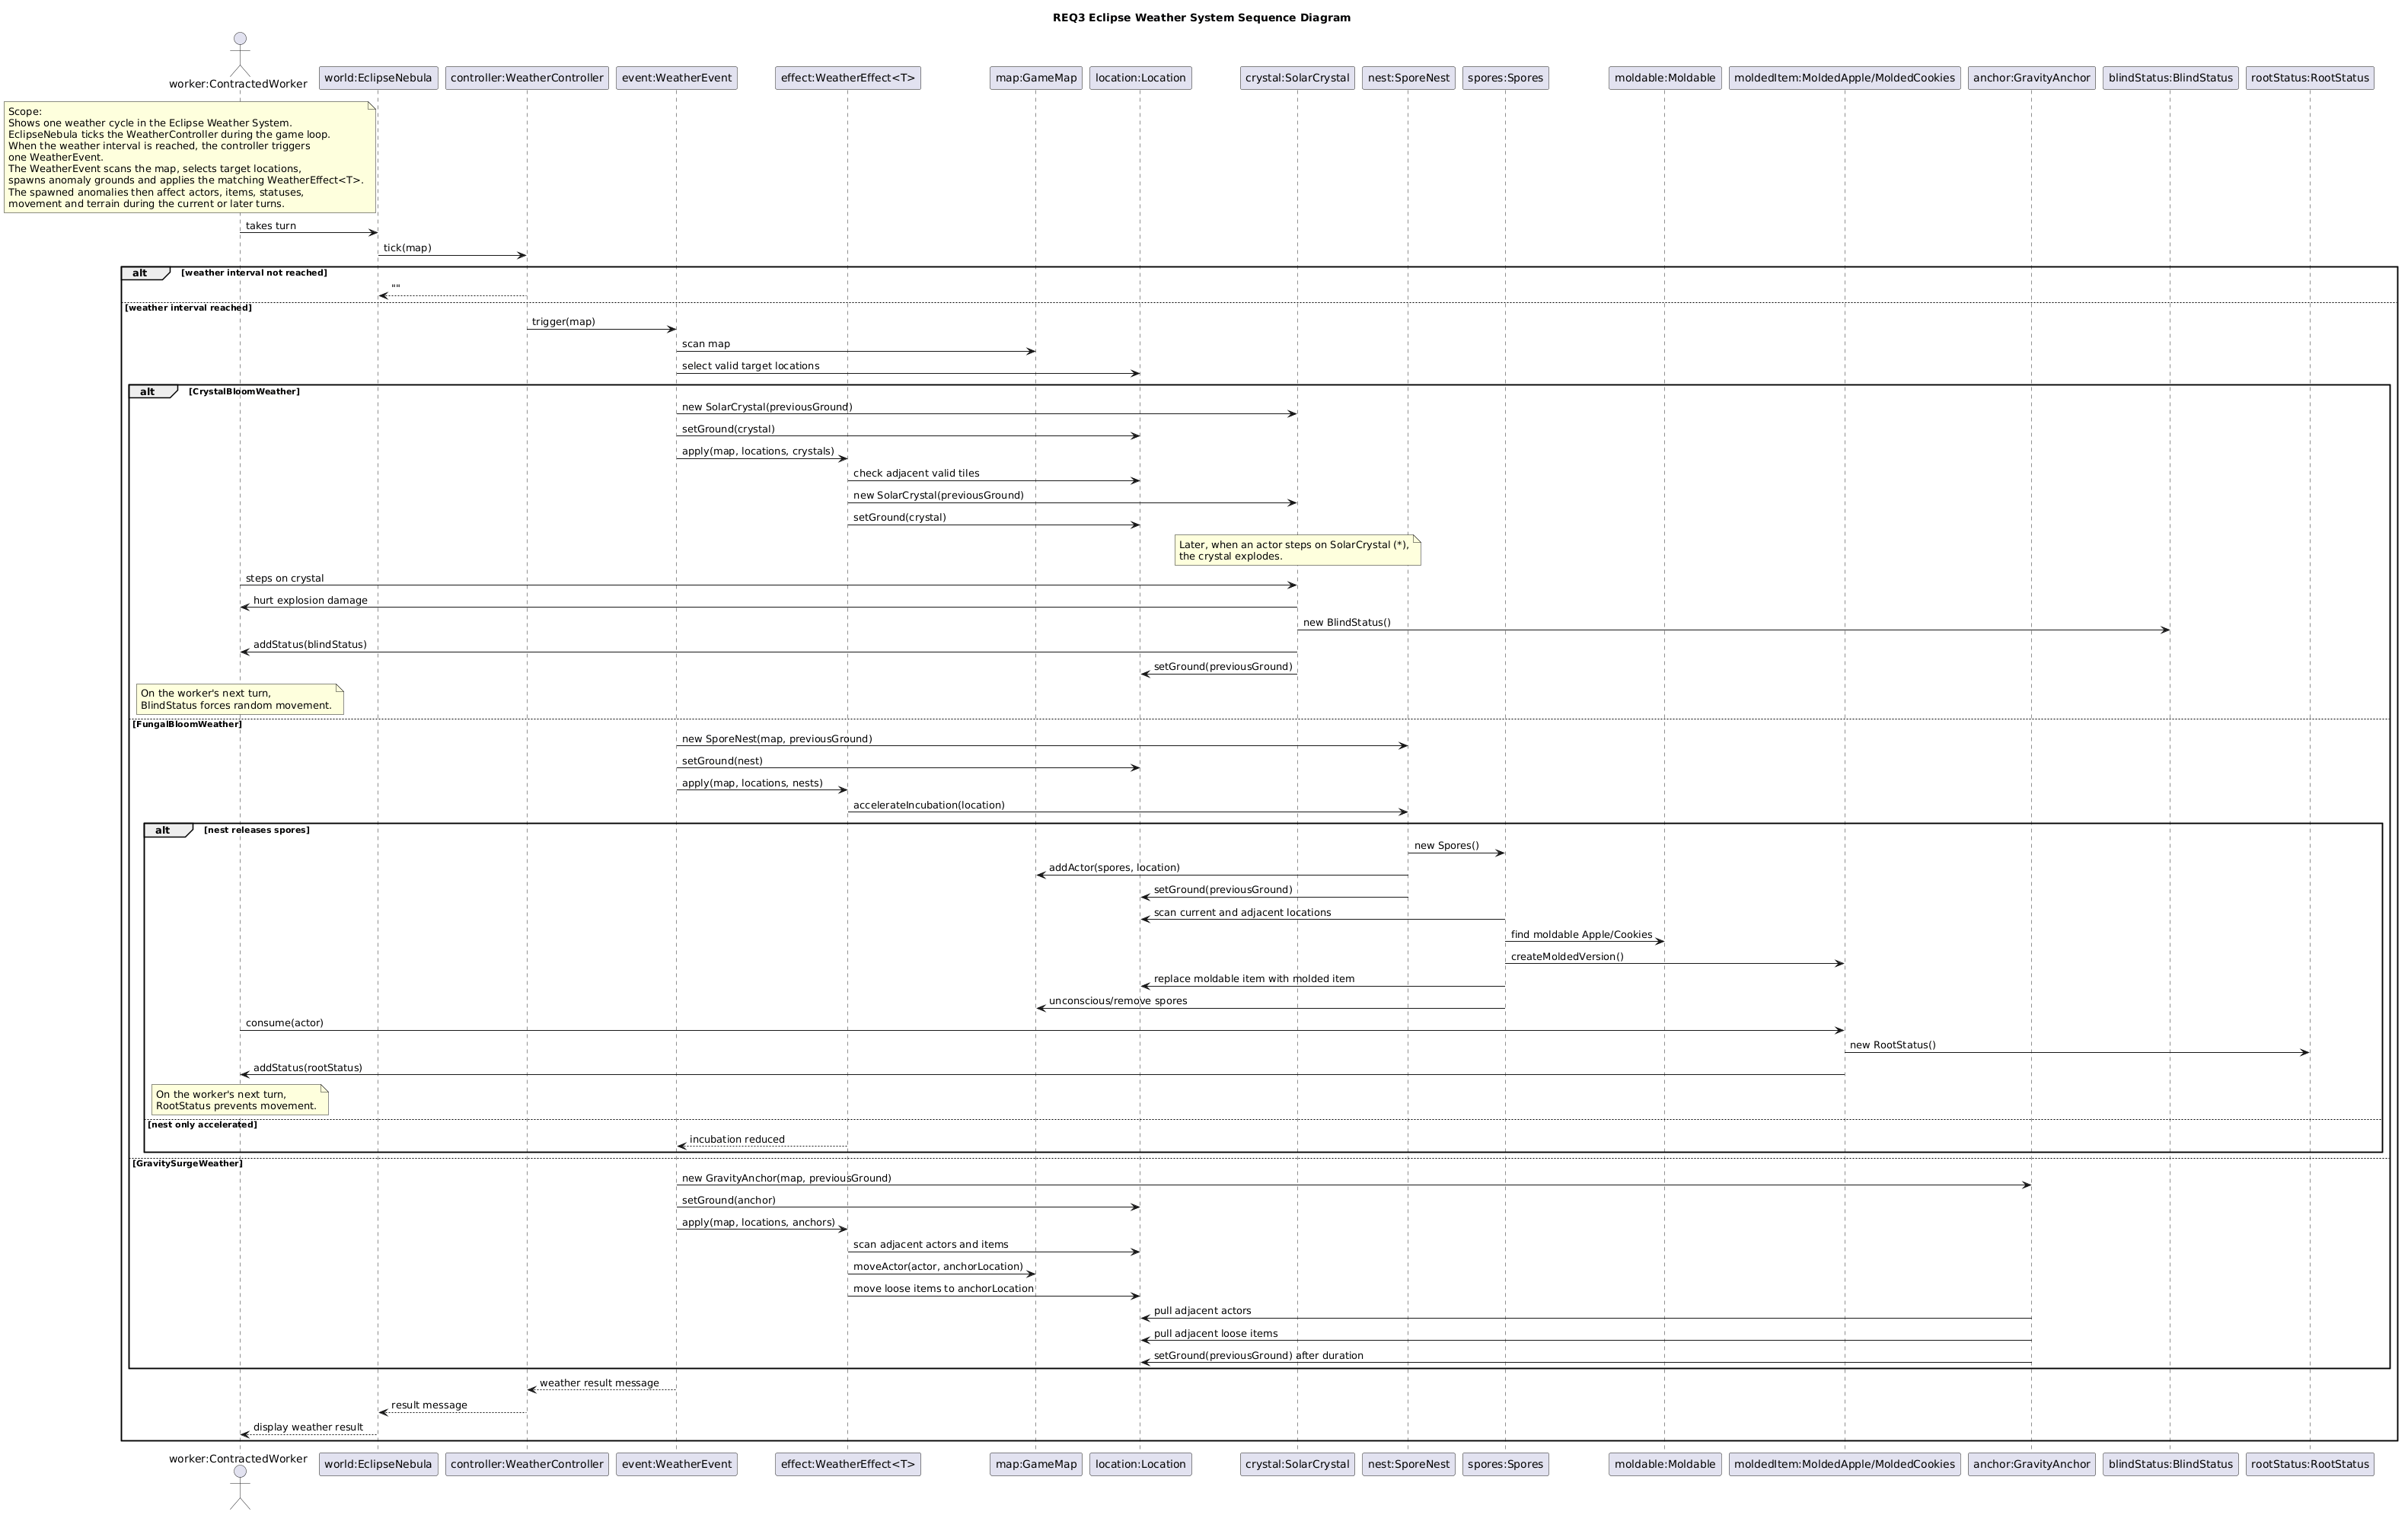 REQ3 Eclipse Weather System Sequence Diagram
worker:ContractedWorker
world:EclipseNebula
controller:WeatherController
event:WeatherEvent
effect:WeatherEffect<T>
map:GameMap
location:Location
crystal:SolarCrystal
nest:SporeNest
spores:Spores
moldable:Moldable
moldedItem:MoldedApple/MoldedCookies
anchor:GravityAnchor
blindStatus:BlindStatus
rootStatus:RootStatus
Scope:
Shows one weather cycle in the Eclipse Weather System.
EclipseNebula ticks the WeatherController during the game loop.
When the weather interval is reached, the controller triggers
one WeatherEvent.
The WeatherEvent scans the map, selects target locations,
spawns anomaly grounds and applies the matching WeatherEffect<T>.
The spawned anomalies then affect actors, items, statuses,
movement and terrain during the current or later turns.
takes turn
tick(map)
alt [weather interval not reached]
""
[weather interval reached]
trigger(map)
scan map
select valid target locations
alt [CrystalBloomWeather]
new SolarCrystal(previousGround)
setGround(crystal)
apply(map, locations, crystals)
check adjacent valid tiles
new SolarCrystal(previousGround)
setGround(crystal)
Later, when an actor steps on SolarCrystal (*),
the crystal explodes.
steps on crystal
hurt explosion damage
new BlindStatus()
addStatus(blindStatus)
setGround(previousGround)
On the worker's next turn,
BlindStatus forces random movement.
[FungalBloomWeather]
new SporeNest(map, previousGround)
setGround(nest)
apply(map, locations, nests)
accelerateIncubation(location)
alt [nest releases spores]
new Spores()
addActor(spores, location)
setGround(previousGround)
scan current and adjacent locations
find moldable Apple/Cookies
createMoldedVersion()
replace moldable item with molded item
unconscious/remove spores
consume(actor)
new RootStatus()
addStatus(rootStatus)
On the worker's next turn,
RootStatus prevents movement.
[nest only accelerated]
incubation reduced
[GravitySurgeWeather]
new GravityAnchor(map, previousGround)
setGround(anchor)
apply(map, locations, anchors)
scan adjacent actors and items
moveActor(actor, anchorLocation)
move loose items to anchorLocation
pull adjacent actors
pull adjacent loose items
setGround(previousGround) after duration
weather result message
result message
display weather result
worker:ContractedWorker
world:EclipseNebula
controller:WeatherController
event:WeatherEvent
effect:WeatherEffect<T>
map:GameMap
location:Location
crystal:SolarCrystal
nest:SporeNest
spores:Spores
moldable:Moldable
moldedItem:MoldedApple/MoldedCookies
anchor:GravityAnchor
blindStatus:BlindStatus
rootStatus:RootStatus